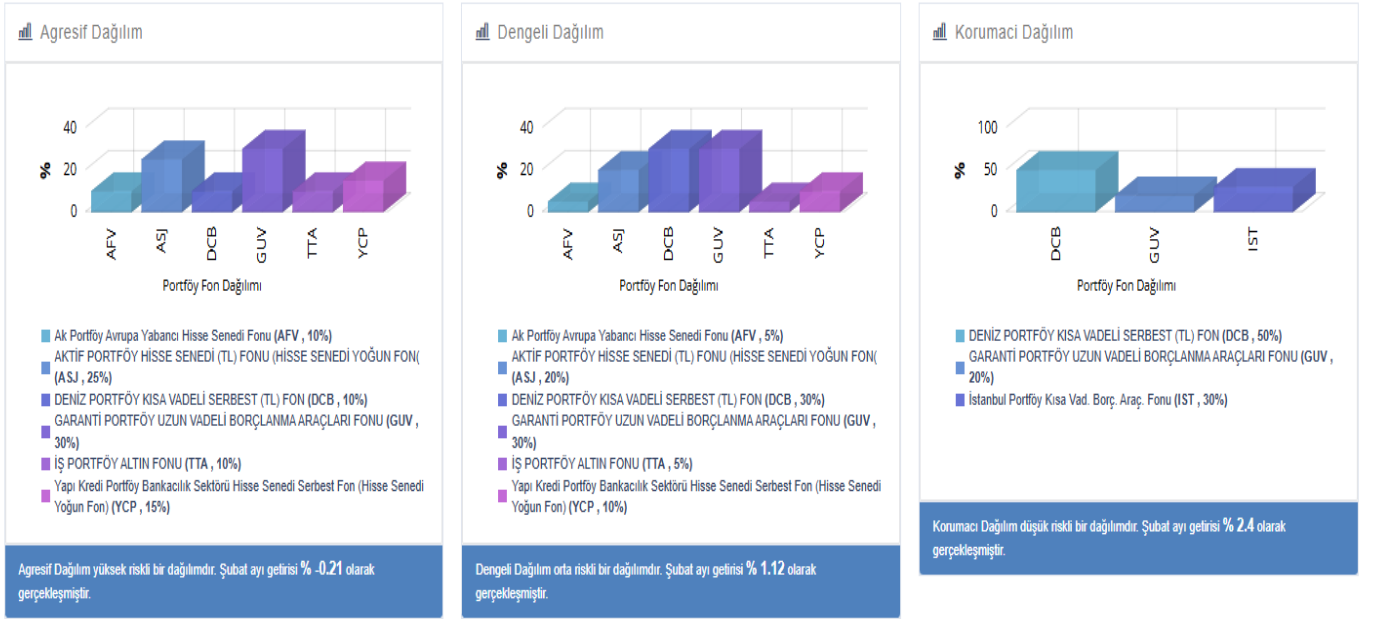 Agresif Dağılım
40
20
0
%
AFV
ASJ
DCB
GUV
TTA
YCP
Portföy Fon Dağılımı
Ak Portföy Avrupa Yabancı Hisse Senedi Fonu (AFV , 10%)
AKTİF PORTFÖY HİSSE SENEDİ (TL) FONU (HİSSE SENEDİ YOĞUN FON(
(ASJ , 25%)
DENİZ PORTFÖY KISA VADELİ SERBEST (TL) FON (DCB , 10%)
GARANTİ PORTFÖY UZUN VADELİ BORÇLANMA ARAÇLARI FONU (GUV ,
30%)
İŞ PORTFÖY ALTIN FONU (TTA , 10%)
Yapı Kredi Portföy Bankacılık Sektörü Hisse Senedi Serbest Fon (Hisse Senedi
Yoğun Fon) (YCP , 15%)
Agresif Dağılım yüksek riskli bir dağılımdır. Şubat ayı getirisi % -0.21 olarak
gerçekleşmiştir.
Dengeli Dağılım
40
20
0
%
AFV
ASJ
DCB
GUV
TTA
YCP
Portföy Fon Dağılımı
Ak Portföy Avrupa Yabancı Hisse Senedi Fonu (AFV , 5%)
AKTİF PORTFÖY HİSSE SENEDİ (TL) FONU (HİSSE SENEDİ YOĞUN FON(
(ASJ , 20%)
DENİZ PORTFÖY KISA VADELİ SERBEST (TL) FON (DCB , 30%)
GARANTİ PORTFÖY UZUN VADELİ BORÇLANMA ARAÇLARI FONU (GUV ,
30%)
İŞ PORTFÖY ALTIN FONU (TTA , 5%)
Yapı Kredi Portföy Bankacılık Sektörü Hisse Senedi Serbest Fon (Hisse Senedi
Yoğun Fon) (YCP , 10%)
Dengeli Dağılım orta riskli bir dağılımdır. Şubat ayı getirisi % 1.12 olarak
gerçekleşmiştir.
Korumaci Dağılım
100
50
0
%
DCB
GUV
IST
Portföy Fon Dağılımı
DENİZ PORTFÖY KISA VADELİ SERBEST (TL) FON (DCB , 50%)
GARANTİ PORTFÖY UZUN VADELİ BORÇLANMA ARAÇLARI FONU (GUV ,
20%)
İstanbul Portföy Kısa Vad. Borç. Araç. Fonu (IST , 30%)
Korumacı Dağılım düşük riskli bir dağılımdır. Şubat ayı getirisi % 2.4 olarak
gerçekleşmiştir.